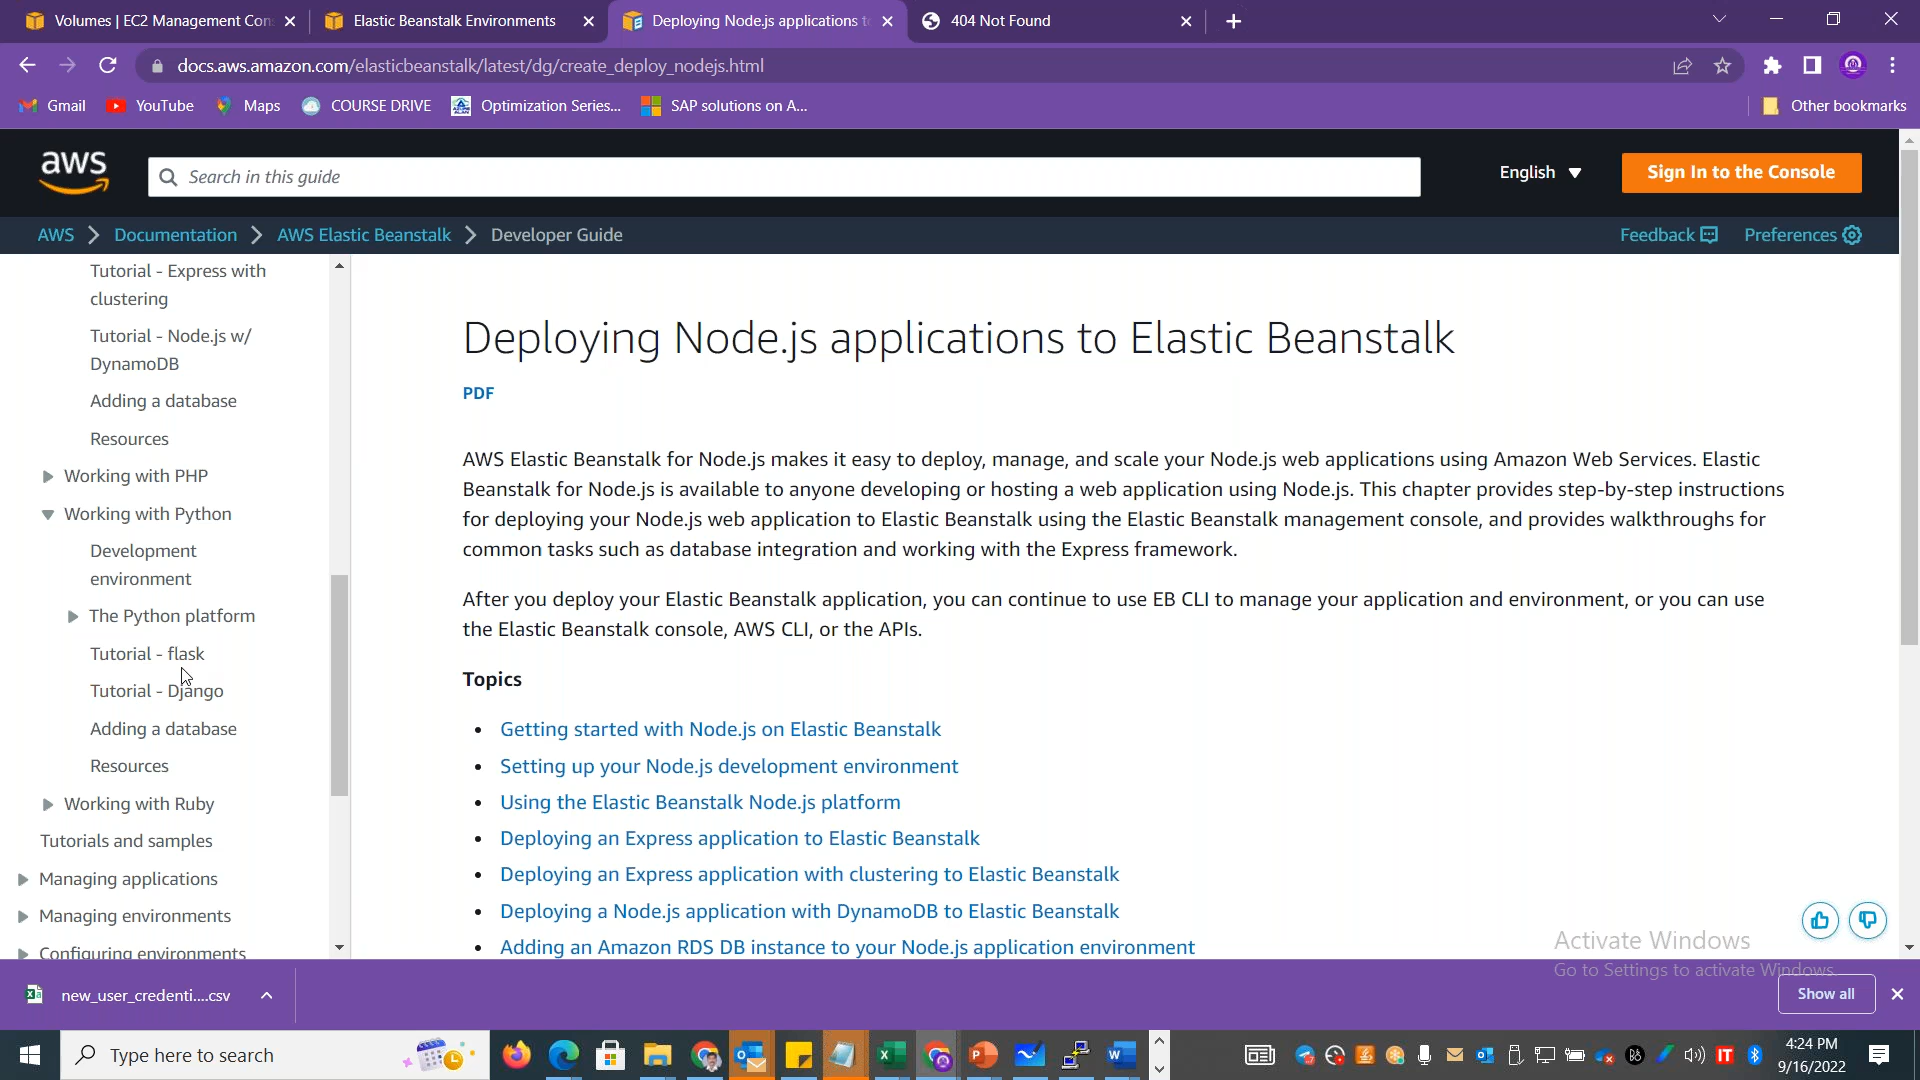 Volumes | EC2 Management Con
Elastic Beanstalk Environments
Deploying Node.js applications t
404 Not Found
docs.aws.amazon.com/elasticbeanstalk/latest/dg/create_deploy_nodejs.html
Gmail
YouTube
Maps
COURSE DRIVE
Optimization Series...
SAP solutions on A...
Other bookmarks
aws
Search in this guide
English
Sign In to the Console
AWS
Documentation
AWS Elastic Beanstalk
Developer Guide
Feedback
Preferences
Tutorial - Express with
clustering
Tutorial - Node.js w/
DynamoDB
Adding a database
Resources
Working with PHP
Working with Python
Development
environment
The Python platform
Tutorial - flask
Tutorial - Django
Adding a database
Resources
Working with Ruby
Tutorials and samples
Managing applications
Managing environments
Configuring environments
Deploying Node.js applications to Elastic Beanstalk
PDF
AWS Elastic Beanstalk for Node.js makes it easy to deploy, manage, and scale your Node.js web applications using Amazon Web Services. Elastic
Beanstalk for Node.js is available to anyone developing or hosting a web application using Node.js. This chapter provides step-by-step instructions
for deploying your Node.js web application to Elastic Beanstalk using the Elastic Beanstalk management console, and provides walkthroughs for
common tasks such as database integration and working with the Express framework.
After you deploy your Elastic Beanstalk application, you can continue to use EB CLI to manage your application and environment, or you can use
the Elastic Beanstalk console, AWS CLI, or the APIs.
Topics
• Getting started with Node.js on Elastic Beanstalk
• Setting up your Node.js development environment
• Using the Elastic Beanstalk Node.js platform
• Deploying an Express application to Elastic Beanstalk
• Deploying an Express application with clustering to Elastic Beanstalk
• Deploying a Node.js application with DynamoDB to Elastic Beanstalk
• Adding an Amazon RDS DB instance to your Node.js application environment
Activate Windows
Go to Settings to activate Windows.
new_user_credenti....csv
Show all
Type here to search
4:24 PM
9/16/2022